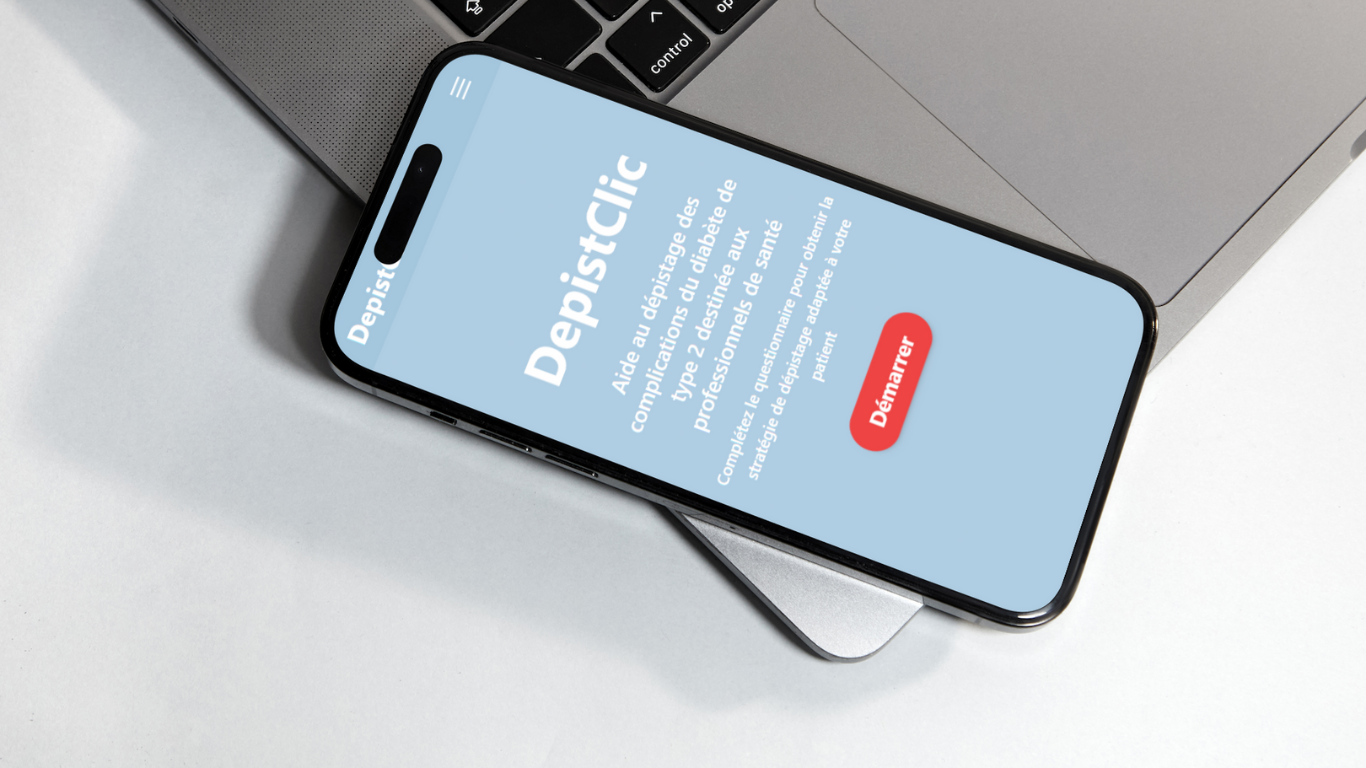 control
Depist
DepistClic
Aide au dépistage des
complications du diabète de
type 2 destinée aux
professionnels de santé
Complétez le questionnaire pour obtenir la
stratégie de dépistage adaptée à votre
patient
Démarrer